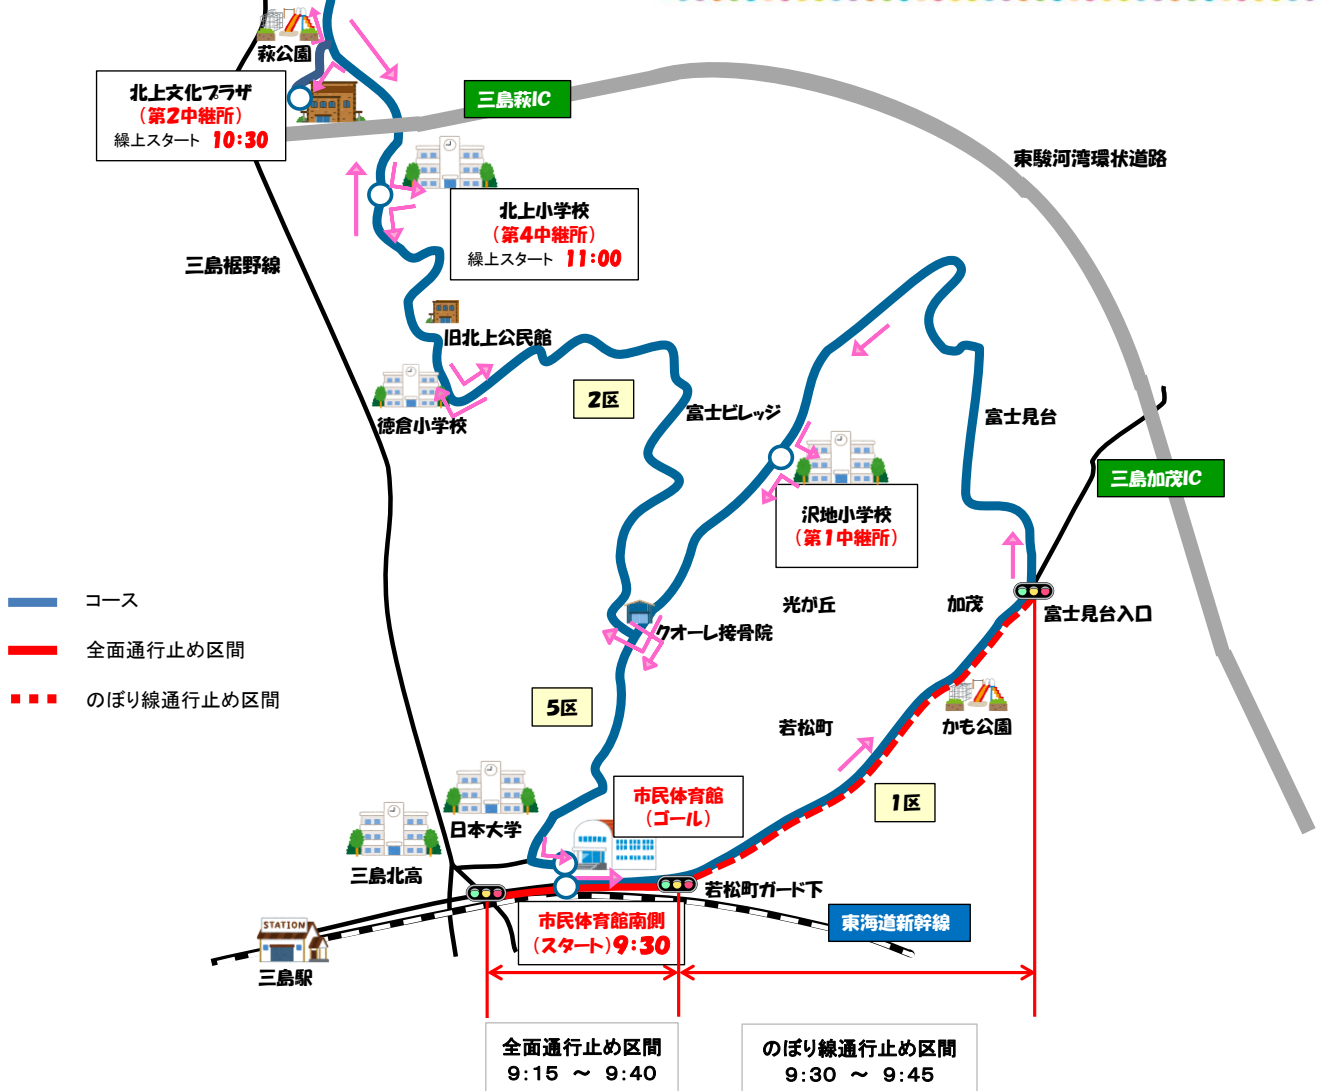 萩公園
北上文化プラザ
（第2中継所）
繰上スタート 10:30
三島萩IC
東駿河湾環状道路
北上小学校
（第4中継所）
繰上スタート 11:00
三島裾野線
旧北上公民館
徳倉小学校
2区
富士ビレッジ
富士見台
三島加茂IC
沢地小学校
（第1中継所）
コース
全面通行止め区間
のぼり線通行止め区間
光が丘
加茂
富士見台入口
クオーレ接骨院
5区
若松町
かも公園
1区
市民体育館
（ゴール）
日本大学
三島北高
若松町ガード下
STATION
三島駅
市民体育館南側
（スタート）9:30
東海道新幹線
全面通行止め区間
9:15 ～ 9:40
のぼり線通行止め区間
9:30 ～ 9:45